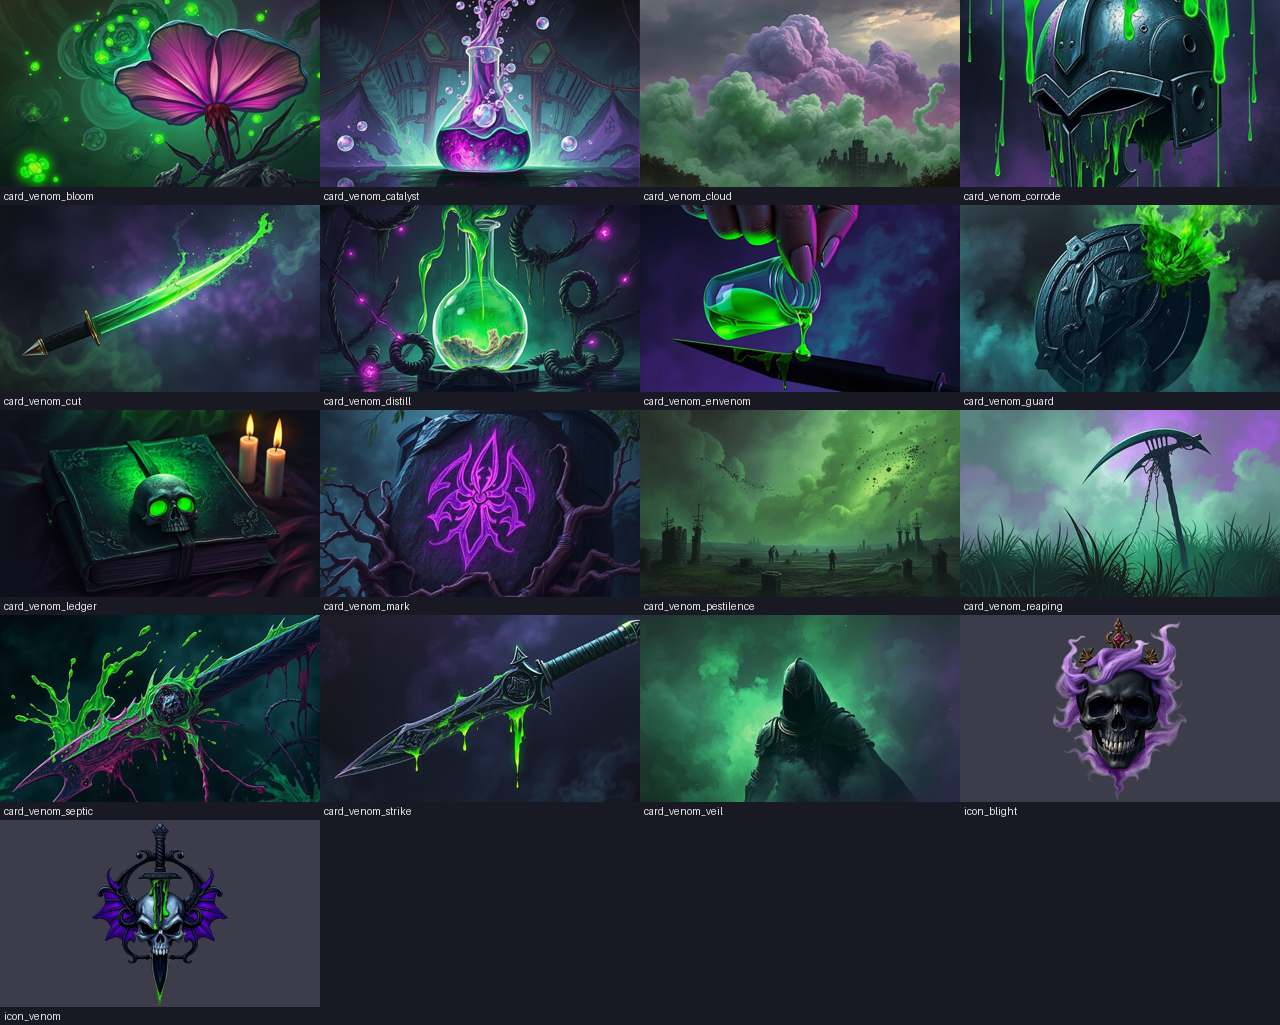 card_venom_bloom
card_venom_catalyst
card_venom_cloud
card_venom_corrode
card_venom_cut
card_venom_distill
card_venom_envenom
card_venom_guard
card_venom_ledger
card_venom_mark
card_venom_pestilence
card_venom_reaping
card_venom_septic
card_venom_strike
card_venom_veil
icon_blight
icon_venom